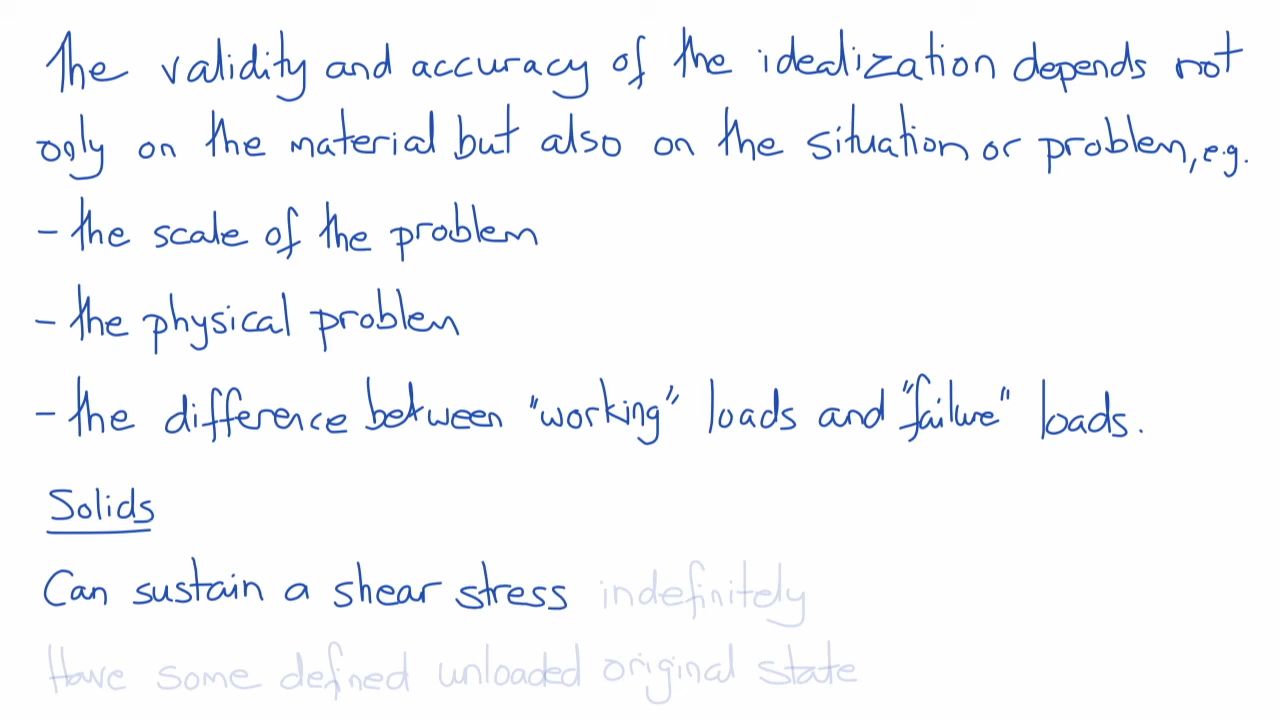 The validity and accuracy of the idealization depends not
only on the material but also on the situation or problem, e.g.
- the scale of the problem
- the physical problem
- the difference between "working" loads and "failure" loads.
Solids
Can sustain a shear stress indefinitely
Have some defined unloaded original state